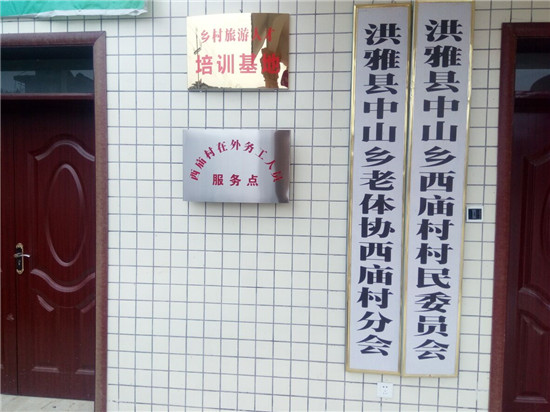 乡村旅游人才
培训基地
西庙村在外务工人员
服务点
洪雅县中山乡老体协西庙村分会
洪雅县中山乡西庙村村民委员会